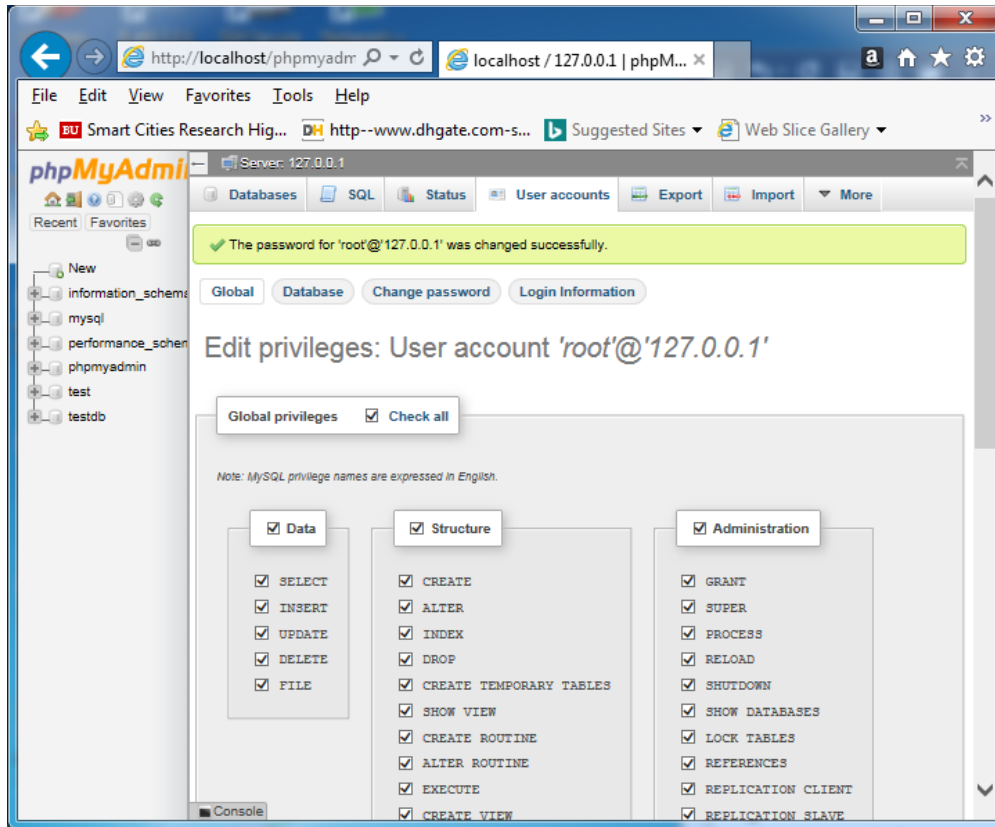 http://localhost/phpmyadm
localhost / 127.0.0.1 | phpM...
File Edit View Favorites Tools Help
BU Smart Cities Research Hig... DH http--www.dhgate.com-s... Suggested Sites Web Slice Gallery
phpMyAdmi
Recent Favorites
New
information_schema
mysql
performance_schem
phpmyadmin
test
testdb
Server: 127.0.0.1
Databases SQL Status User accounts Export Import More
The password for 'root'@'127.0.0.1' was changed successfully.
Global Database Change password Login Information
Edit privileges: User account 'root'@'127.0.0.1'
Global privileges Check all
Note: MySQL privilege names are expressed in English.
Data
SELECT
INSERT
UPDATE
DELETE
FILE
Structure
CREATE
ALTER
INDEX
DROP
CREATE TEMPORARY TABLES
SHOW VIEW
CREATE ROUTINE
ALTER ROUTINE
EXECUTE
CREATE VIEW
Administration
GRANT
SUPER
PROCESS
RELOAD
SHUTDOWN
SHOW DATABASES
LOCK TABLES
REFERENCES
REPLICATION CLIENT
REPLICATION SLAVE
Console